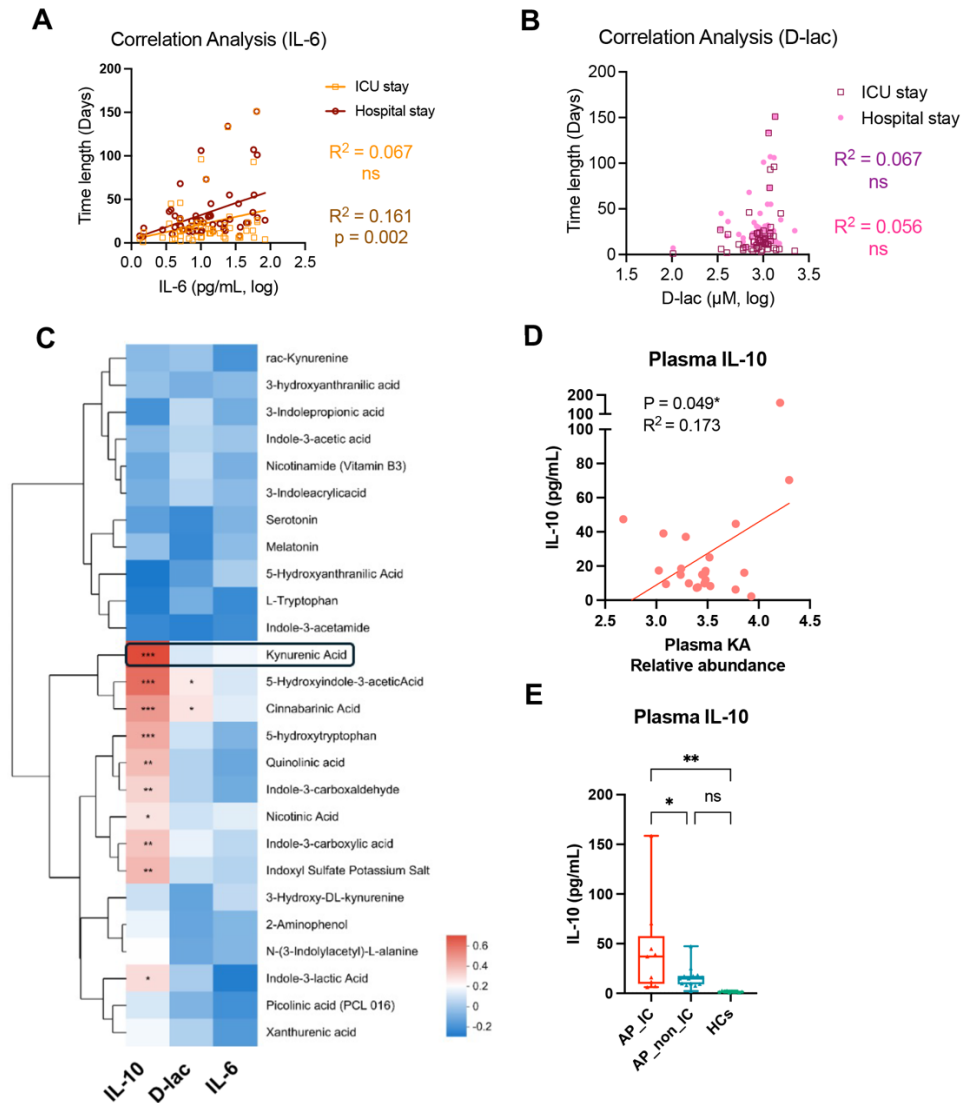 A
Correlation Analysis (IL-6)
200
150
100
50
0
Time length (Days)
0.0 0.5 1.0 1.5 2.0 2.5
IL-6 (pg/mL, log)
ICU stay
Hospital stay
R² = 0.067
ns
R² = 0.161
p = 0.002
B
Correlation Analysis (D-lac)
200
150
100
50
0
Time length (Days)
1.5 2.0 2.5 3.0 3.5
D-lac (µM, log)
ICU stay
Hospital stay
R² = 0.067
ns
R² = 0.056
ns
C
rac-Kynurenine
3-hydroxyanthranilic acid
3-Indolepropionic acid
Indole-3-acetic acid
Nicotinamide (Vitamin B3)
3-Indoleacrylicacid
Serotonin
Melatonin
5-Hydroxyanthranilic Acid
L-Tryptophan
Indole-3-acetamide
*** Kynurenic Acid
*** * 5-Hydroxyindole-3-aceticAcid
*** * Cinnabarinic Acid
*** 5-hydroxytryptophan
** Quinolinic acid
** Indole-3-carboxaldehyde
* Nicotinic Acid
** Indole-3-carboxylic acid
** Indoxyl Sulfate Potassium Salt
3-Hydroxy-DL-kynurenine
2-Aminophenol
N-(3-Indolylacetyl)-L-alanine
* Indole-3-lactic Acid
Picolinic acid (PCL 016)
Xanthurenic acid
IL-10 D-lac IL-6
0.6
0.4
0.2
0
-0.2
D
Plasma IL-10
P = 0.049*
R² = 0.173
200
150
100
100
80
60
40
20
0
IL-10 (pg/mL)
2.5 3.0 3.5 4.0 4.5
Plasma KA
Relative abundance
E
Plasma IL-10
**
* ns
200
150
100
50
0
IL-10 (pg/mL)
AP_IC AP_non_IC HCs